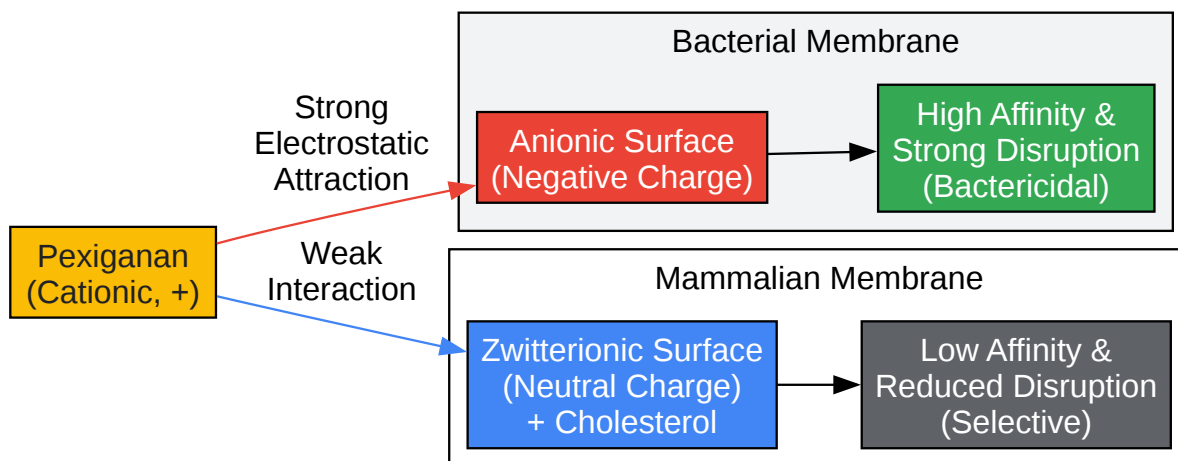 Bacterial Membrane
Strong
Electrostatic
Attraction
Anionic Surface
(Negative Charge)
High Affinity &
Strong Disruption
(Bactericidal)
Pexiganan
(Cationic, +)
Weak
Interaction
Mammalian Membrane
Zwitterionic Surface
(Neutral Charge)
+ Cholesterol
Low Affinity &
Reduced Disruption
(Selective)